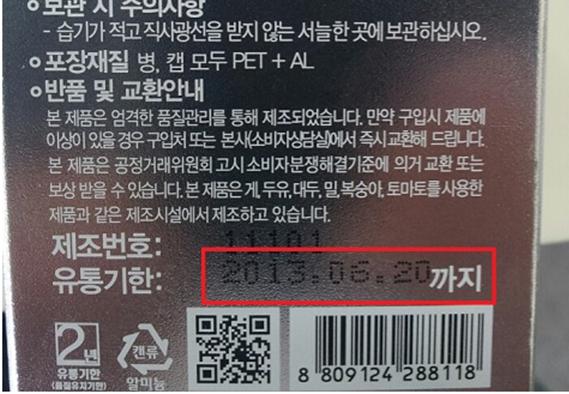 보관 시 주의사항
- 습기가 적고 직사광선을 받지 않는 서늘한 곳에 보관하십시오.
포장재질 병, 캡 모두 PET + AL
반품 및 교환안내
본 제품은 엄격한 품질관리를 통해 제조되었습니다. 만약 구입시 제품에
이상이 있을 경우 구입처 또는 본사(소비자상담실)에서 즉시 교환해 드립니다.
본 제품은 공정거래위원회 고시 소비자분쟁해결기준에 의거 교환 또는
보상 받을 수 있습니다. 본 제품은 게, 두유, 대두, 밀, 복숭아, 토마토를 사용한
제품과 같은 제조시설에서 제조하고 있습니다.
제조번호: 11101
유통기한: 2013.06.20까지
2년
유통기한
(품질유지기한)
캔류
알미늄
8 809124 288118